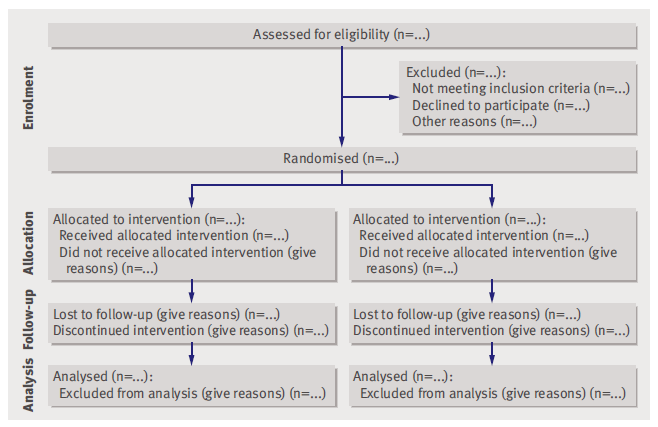 Assessed for eligibility (n=...)
Enrolment
Excluded (n=...):
Not meeting inclusion criteria (n=...)
Declined to participate (n=...)
Other reasons (n=...)
Randomised (n=...)
Allocation
Allocated to intervention (n=...):
Received allocated intervention (n=...)
Did not receive allocated intervention (give
reasons) (n=...)
Allocated to intervention (n=...):
Received allocated intervention (n=...)
Did not receive allocated intervention (give
reasons) (n=...)
Follow-up
Lost to follow-up (give reasons) (n=...)
Discontinued intervention (give reasons) (n=...)
Lost to follow-up (give reasons) (n=...)
Discontinued intervention (give reasons) (n=...)
Analysis
Analysed (n=...):
Excluded from analysis (give reasons) (n=...)
Analysed (n=...):
Excluded from analysis (give reasons) (n=...)